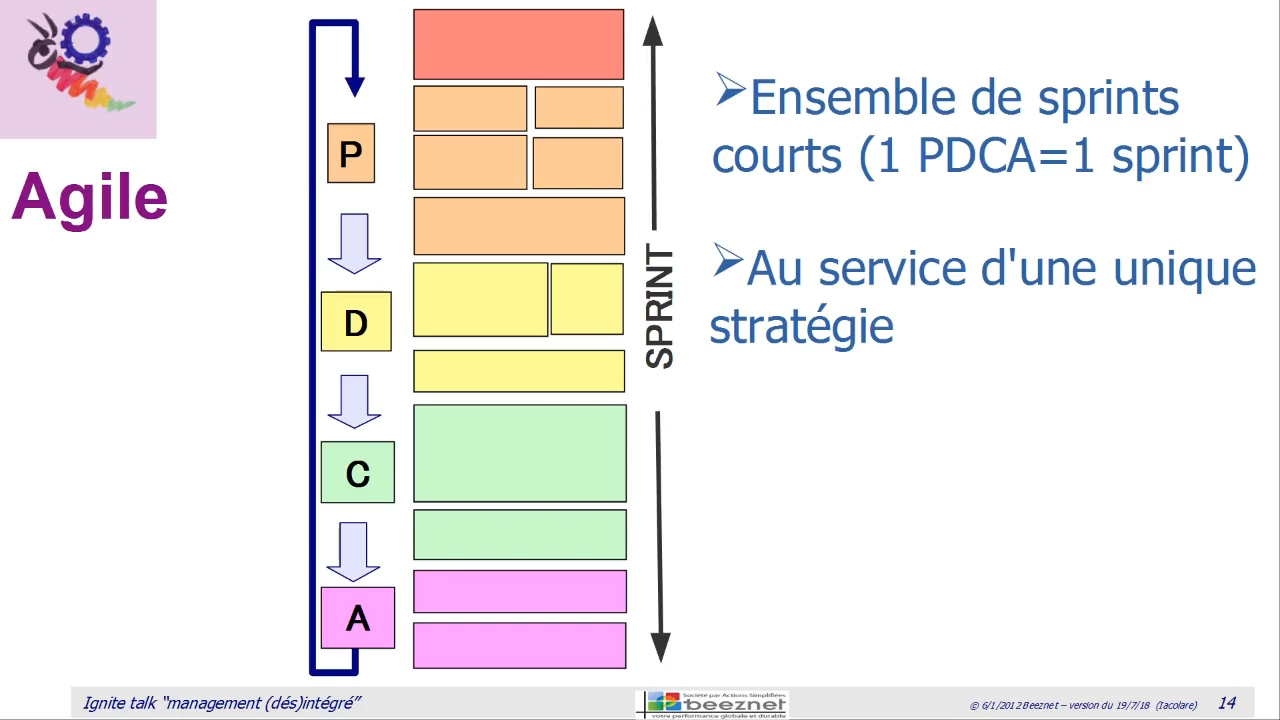 Agile
P
D
C
A
SPRINT
Ensemble de sprints
courts (1 PDCA=1 sprint)
Au service d'une unique
stratégie
Ignite talk "management (dés)intégré"
Société par Actions Simplifiées
beeznet
votre performance globale et durable
© 6/1/2012 Beeznet – version du 19/7/18 (Iacolare)
14